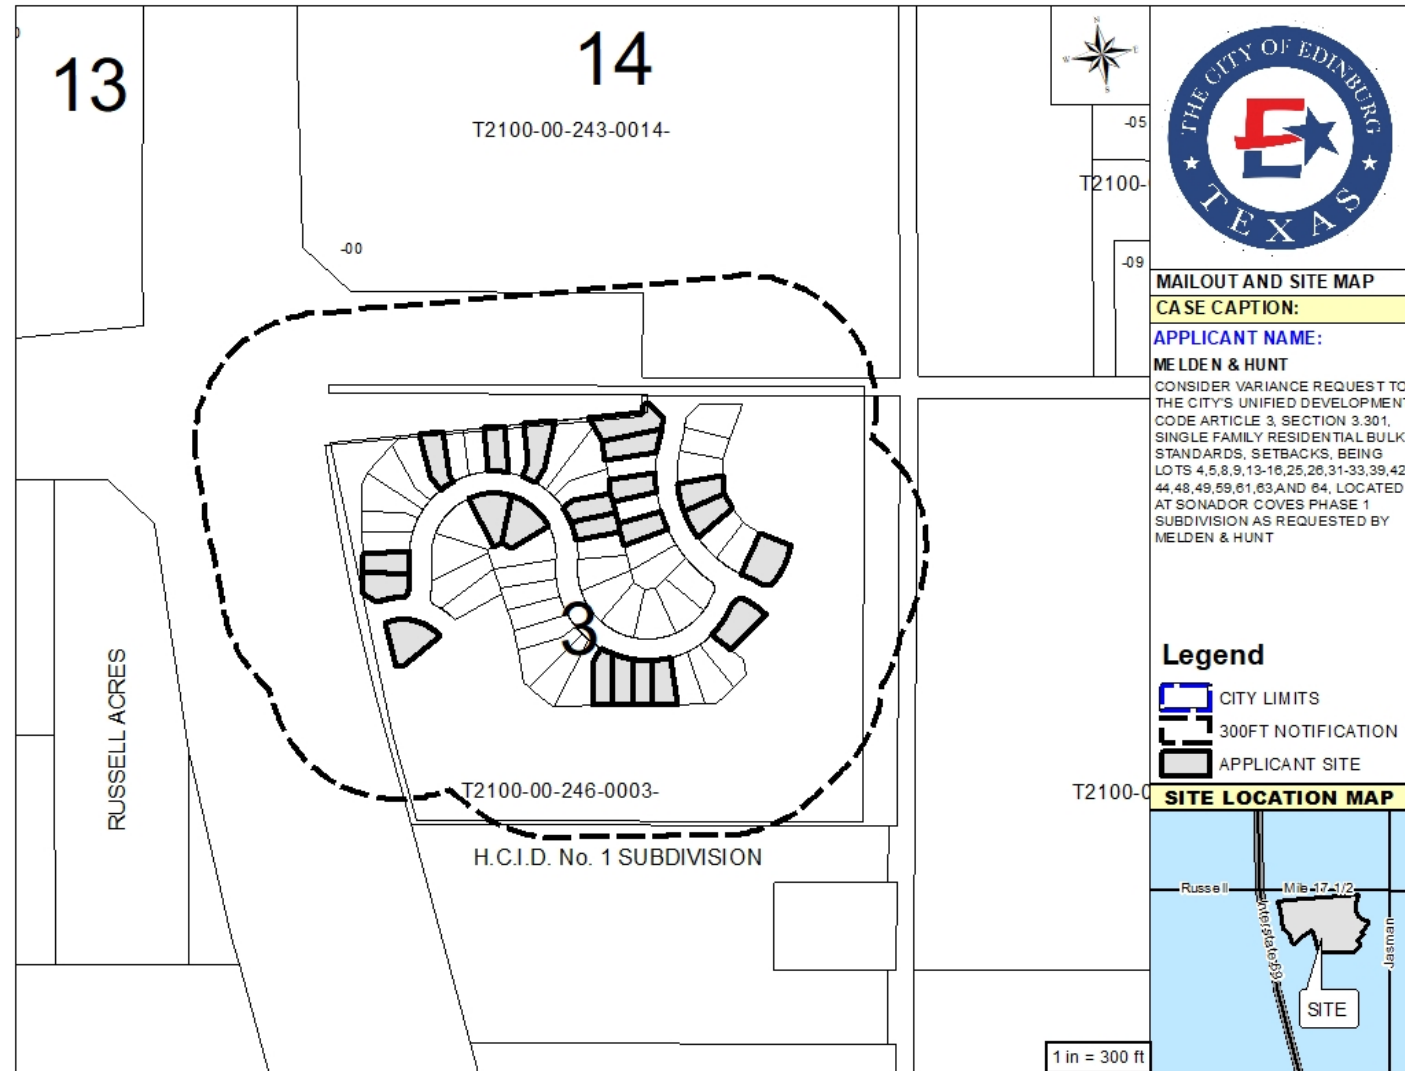 13
14
T2100-00-243-0014-
-00
N
W
E
S
-05
T2100-
-09
THE CITY OF EDINBURG
TEXAS
MAILOUT AND SITE MAP
CASE CAPTION:
APPLICANT NAME:
MELDEN & HUNT
CONSIDER VARIANCE REQUEST TO
THE CITY'S UNIFIED DEVELOPMENT
CODE ARTICLE 3, SECTION 3.301,
SINGLE FAMILY RESIDENTIAL BULK
STANDARDS, SETBACKS, BEING
LOTS 4,5,8,9,13-16,25,26,31-33,39,42
44,48,49,59,61,63,AND 64, LOCATED
AT SONADOR COVES PHASE 1
SUBDIVISION AS REQUESTED BY
MELDEN & HUNT
3
RUSSELL ACRES
T2100-00-246-0003-
H.C.I.D. No. 1 SUBDIVISION
T2100-0
Legend
CITY LIMITS
300FT NOTIFICATION
APPLICANT SITE
SITE LOCATION MAP
Russell
Mile 17 1/2
Interstate 69
Jasman
SITE
1 in = 300 ft